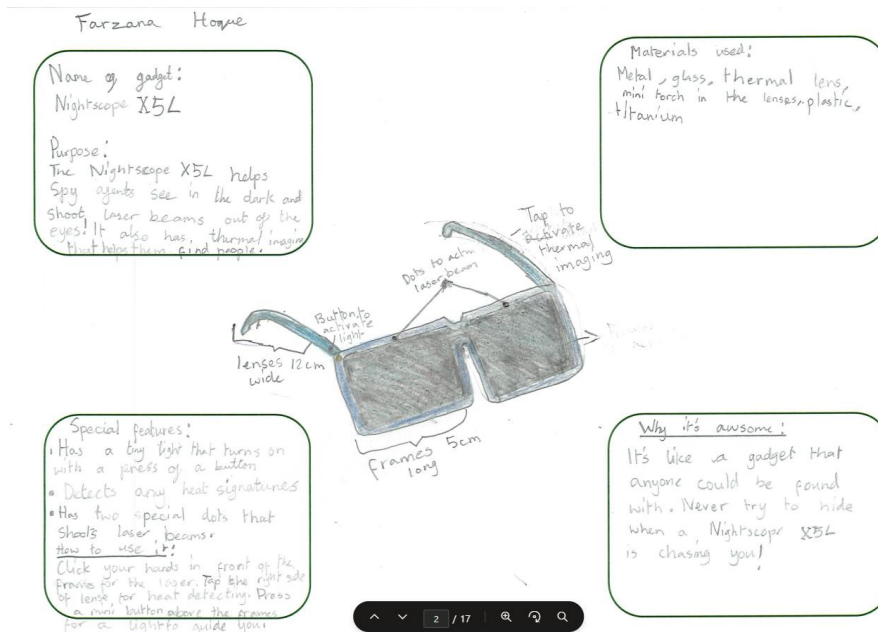 Farzana Hoque
Name of gadget:
Nightscope X5L
Purpose:
The Nightscope X5L helps
Spy agents see in the dark and
shoot laser beams out of the
eyes! It also has thermal imagine
that helps them find people.
Materials used:
Metal, glass, thermal lens,
mini torch in the lenses, plastic,
titanium
Tap to
activate
thermal
imaging
Dots to
laser beam
Button to
activate
light
lenses 12cm
wide
frames 5cm
long
Special features:
• Has a tiny light that turns on
with a press of a button
• Detects any heat signatures
• Has two special dots that
shoots laser beams.
How to use it:
Click your hands in front of the
frames for the laser. Tap the right side
of lense for heat detecting. Press
a mini button above the frames
for a light to guide you.
Why it's awsome:
It's like a gadget that
anyone could be found
with. Never try to hide
when a Nightscope X5L
is chasing you!
2 / 17